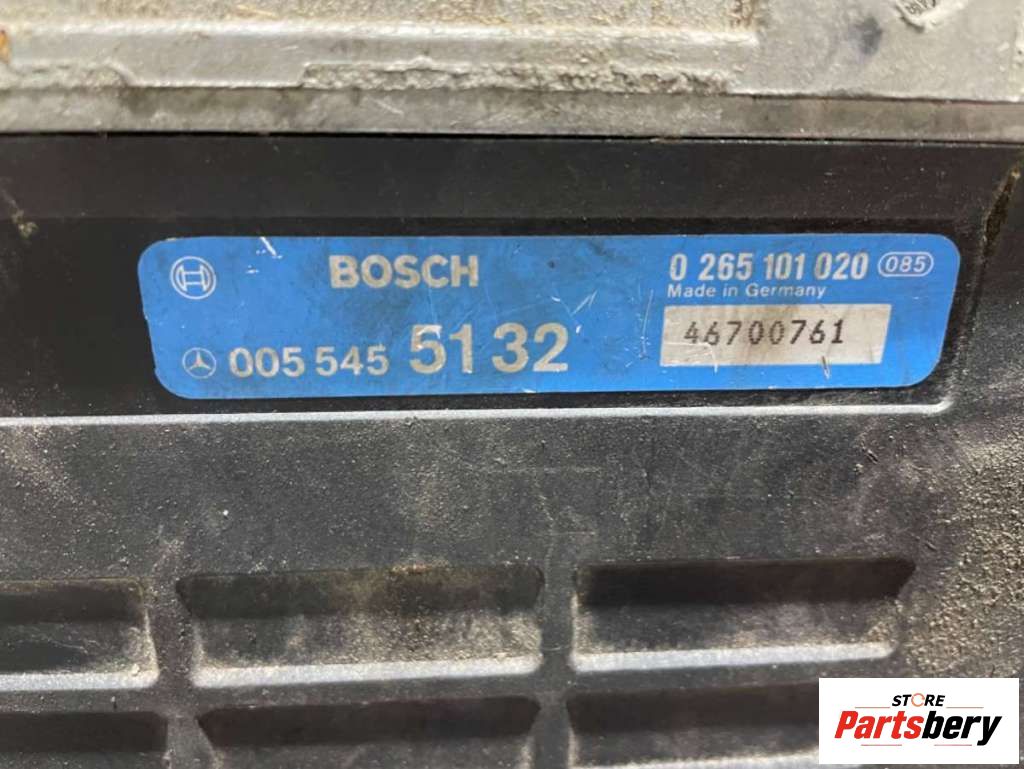 BOSCH
0 265 101 020 085
Made in Germany
46700761
005 545 5132
STORE
Partsbery